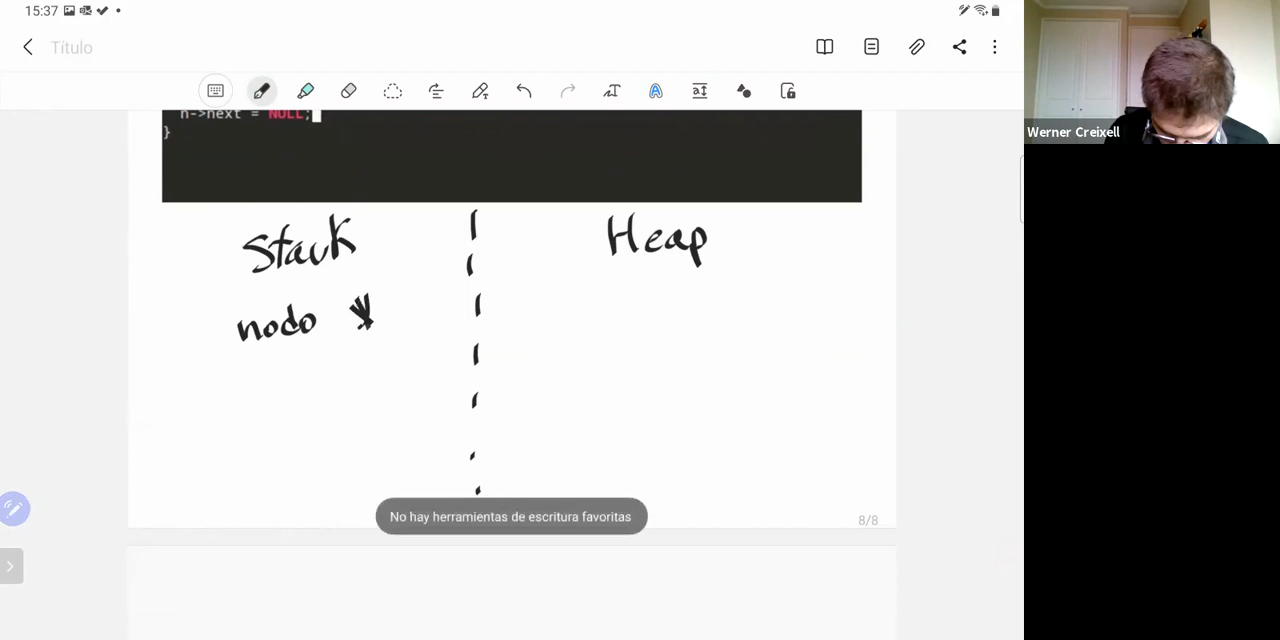 15:37
Título
n->next = NULL;
}
Stack
Heap
nodo *
No hay herramientas de escritura favoritas
8/8
Werner Creixell